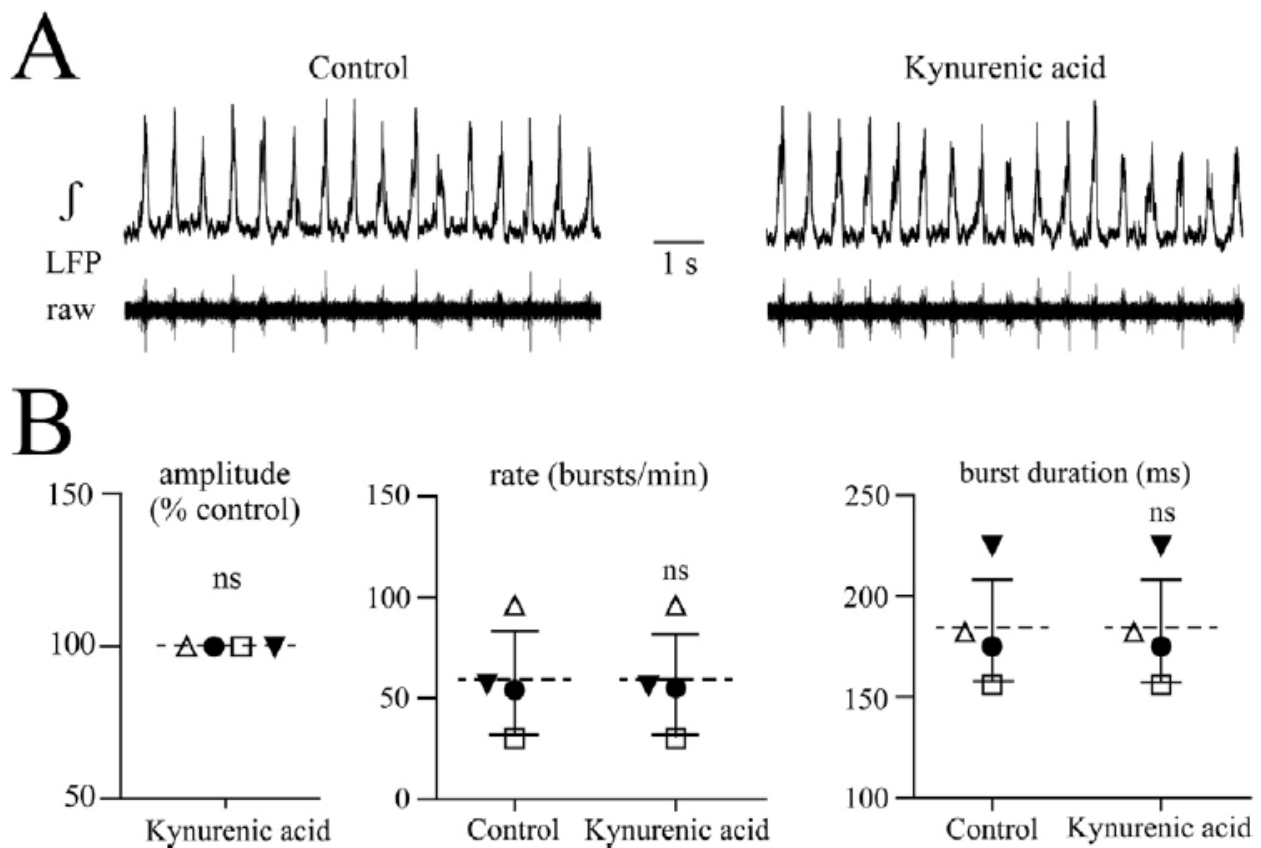 A
Control
Kynurenic acid
∫
LFP
raw
1 s
B
amplitude
(% control)
150
100
50
ns
Kynurenic acid
rate (bursts/min)
150
100
50
0
ns
Control Kynurenic acid
burst duration (ms)
250
200
150
100
ns
Control Kynurenic acid